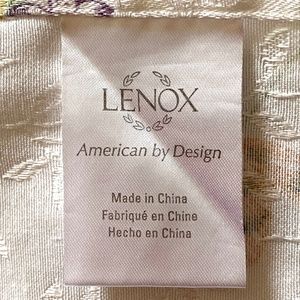 LENOX
American by Design
Made in China
Fabriqué en Chine
Hecho en China